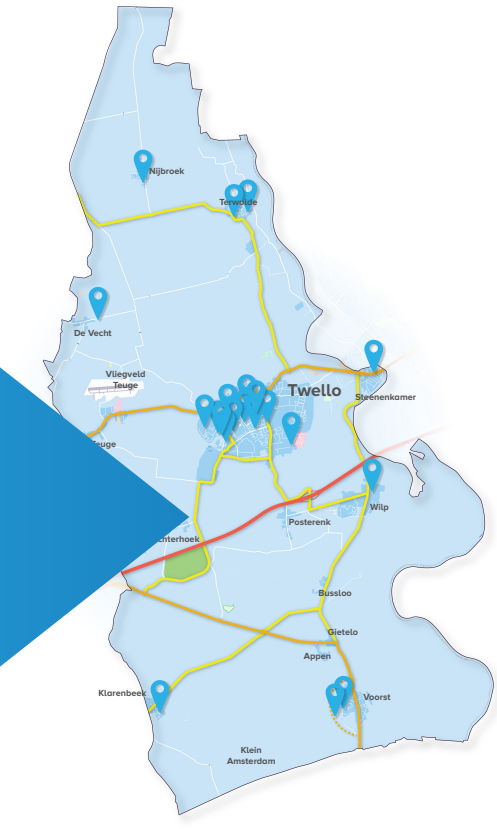 Nijbroek
Terwolde
De Vecht
Vliegveld
Teuge
Twello
Steenenkamer
euge
Wilp
Posterenk
chterhoek
Bussloo
Gietelo
Appen
Klarenbeek
Voorst
Klein
Amsterdam